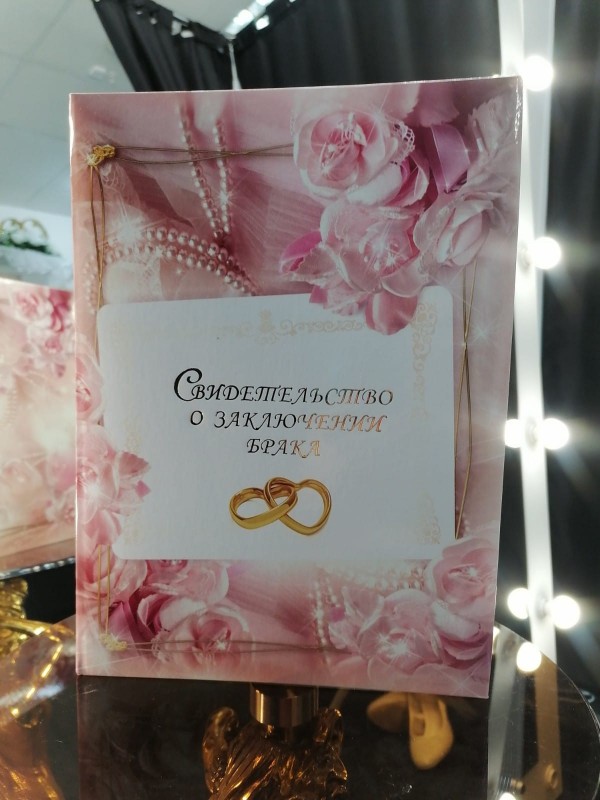 Свидетельство
о заключении
брака